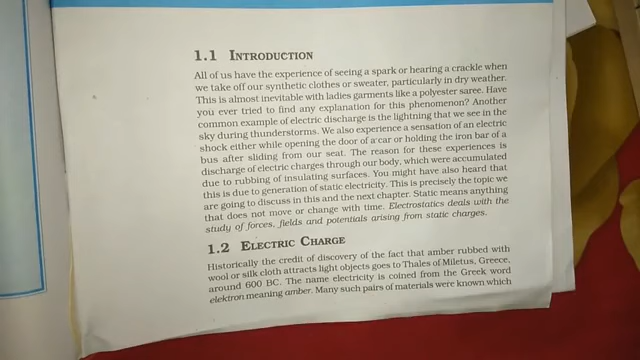 1.1 INTRODUCTION
All of us have the experience of seeing a spark or hearing a crackle when
we take off our synthetic clothes or sweater, particularly in dry weather.
This is almost inevitable with ladies garments like a polyester saree. Have
you ever tried to find any explanation for this phenomenon? Another
common example of electric discharge is the lightning that we see in the
sky during thunderstorms. We also experience a sensation of an electric
shock either while opening the door of a car or holding the iron bar of a
bus after sliding from our seat. The reason for these experiences is
discharge of electric charges through our body, which were accumulated
due to rubbing of insulating surfaces. You might have also heard that
this is due to generation of static electricity. This is precisely the topic we
are going to discuss in this and the next chapter. Static means anything
that does not move or change with time. Electrostatics deals with the
study of forces, fields and potentials arising from static charges.
1.2 ELECTRIC CHARGE
Historically the credit of discovery of the fact that amber rubbed with
wool or silk cloth attracts light objects goes to Thales of Miletus, Greece,
around 600 BC. The name electricity is coined from the Greek word
elektron meaning amber. Many such pairs of materials were known which